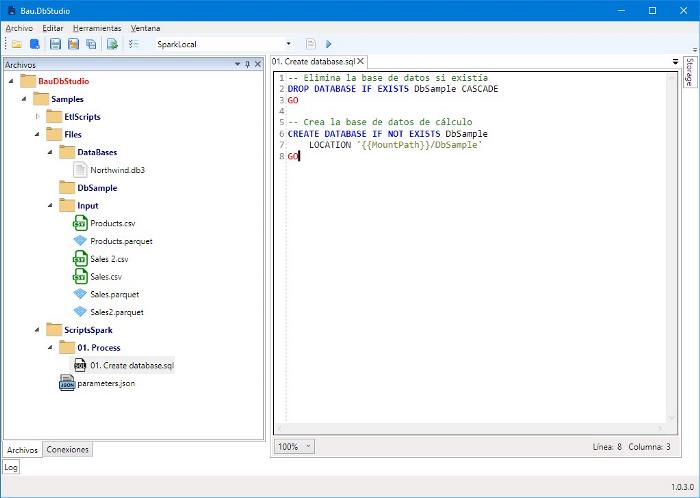 Bau.DbStudio
Archivo Editar Herramientas Ventana
SparkLocal
Archivos
BauDbStudio
Samples
EtlScripts
Files
DataBases
Northwind.db3
DbSample
Input
Products.csv
Products.parquet
Sales 2.csv
Sales.csv
Sales.parquet
Sales2.parquet
ScriptsSpark
01. Process
01. Create database.sql
parameters.json
Archivos Conexiones
Log
01. Create database.sql
1 -- Elimina la base de datos si existía
2 DROP DATABASE IF EXISTS DbSample CASCADE
3 GO
4
5 -- Crea la base de datos de cálculo
6 CREATE DATABASE IF NOT EXISTS DbSample
7 LOCATION '{{MountPath}}/DbSample'
8 GO
100% Línea: 8 Columna: 3
Storage
1.0.3.0